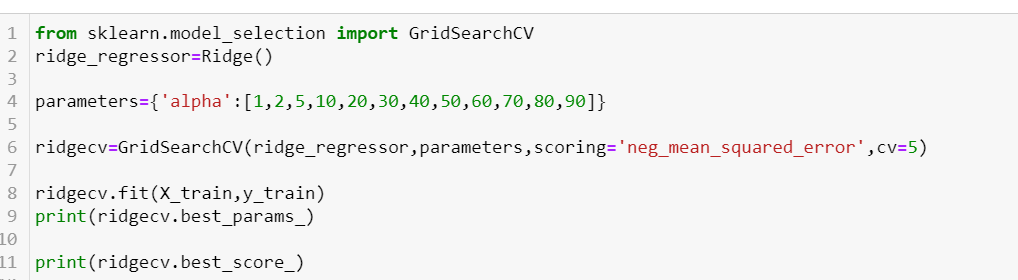 1 from sklearn.model_selection import GridSearchCV
2 ridge_regressor=Ridge()
3
4 parameters={'alpha':[1,2,5,10,20,30,40,50,60,70,80,90]}
5
6 ridgecv=GridSearchCV(ridge_regressor,parameters,scoring='neg_mean_squared_error',cv=5)
7
8 ridgecv.fit(X_train,y_train)
9 print(ridgecv.best_params_)
10
11 print(ridgecv.best_score_)